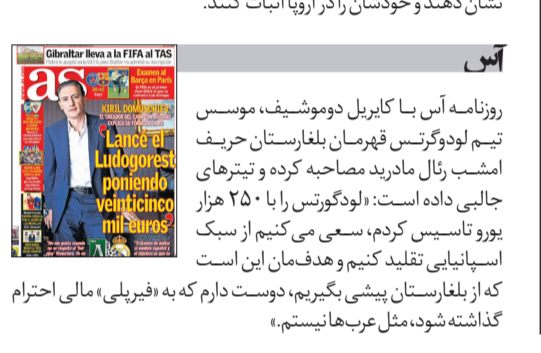 نشان دهند و خودشان را در اروپا اثبات کنند.
آس
Gibraltar lleva a la FIFA al TAS
as
Examen al
Barça en París
KIRIL DOMUSCHIEV
"Lancé el
Ludogorest
poniendo
veinticinco
mil euros"
روزنامه آس با کایریل دوموشیف، موسس
تیم لودوگرتس قهرمان بلغارستان حریف
امشب رئال مادرید مصاحبه کرده و تیترهای
جالبی داده است: «لودگورتس را با ۲۵۰ هزار
یورو تاسیس کردم، سعی می‌کنیم از سبک
اسپانیایی تقلید کنیم و هدف‌مان این است
که از بلغارستان پیشی بگیریم، دوست دارم که به «فیرپلی» مالی احترام
گذاشته شود، مثل عرب‌ها نیستم.»